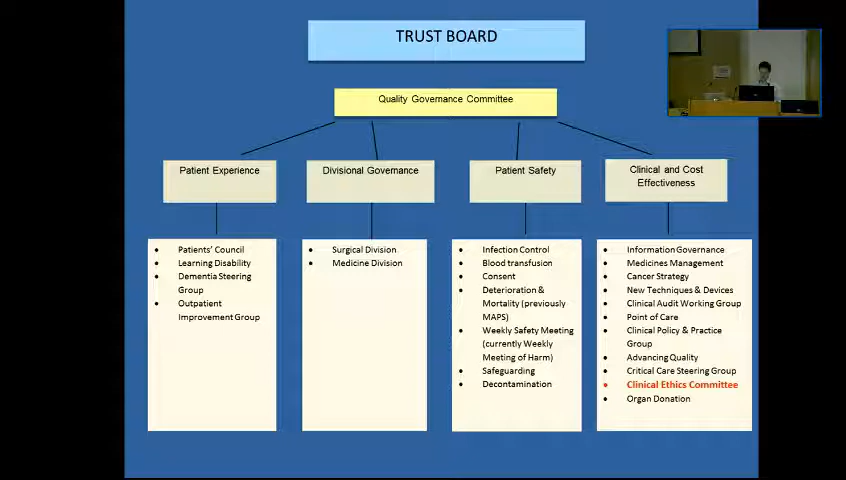 TRUST BOARD
Quality Governance Committee
Patient Experience
Divisional Governance
Patient Safety
Clinical and Cost
Effectiveness
Patients' Council
Learning Disability
Dementia Steering
Group
Outpatient
Improvement Group
Surgical Division
Medicine Division
Infection Control
Blood transfusion
Consent
Deterioration &
Mortality (previously
MAPS)
Weekly Safety Meeting
(currently Weekly
Meeting of Harm)
Safeguarding
Decontamination
Information Governance
Medicines Management
Cancer Strategy
New Techniques & Devices
Clinical Audit Working Group
Point of Care
Clinical Policy & Practice
Group
Advancing Quality
Critical Care Steering Group
Clinical Ethics Committee
Organ Donation